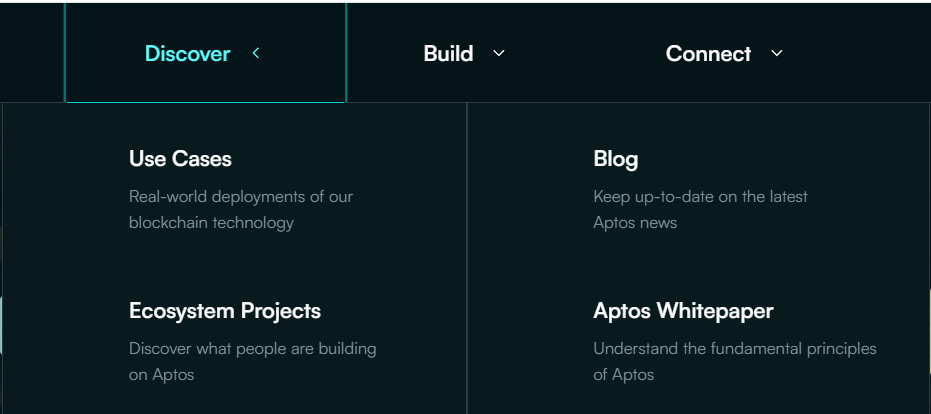 Discover
Build
Connect
Use Cases
Real-world deployments of our
blockchain technology
Blog
Keep up-to-date on the latest
Aptos news
Ecosystem Projects
Discover what people are building
on Aptos
Aptos Whitepaper
Understand the fundamental principles
of Aptos